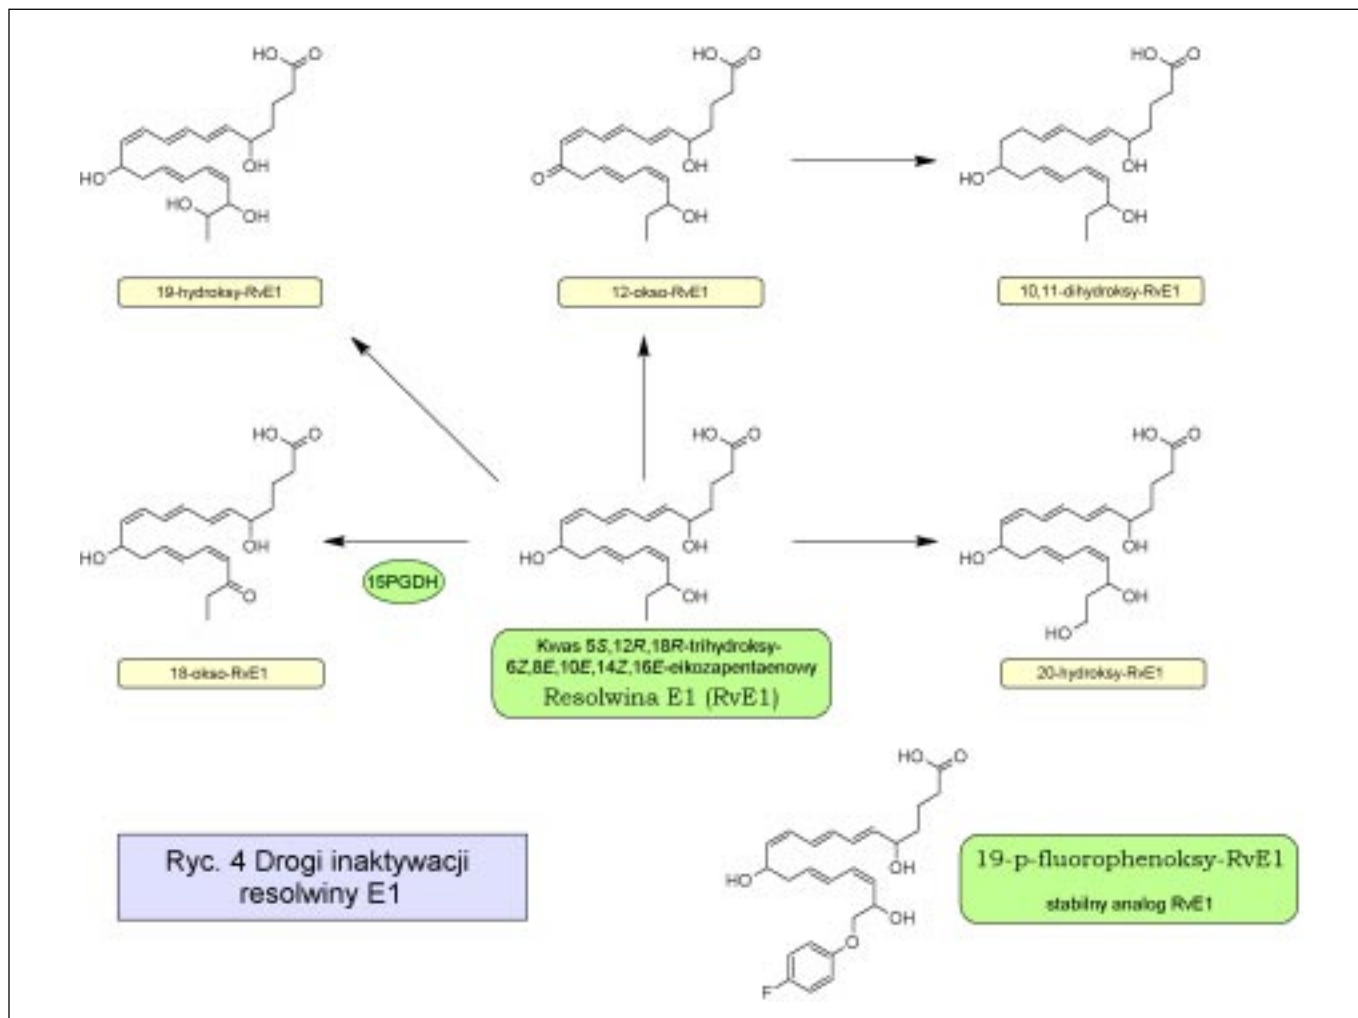 HO O
HO O
HO O
OH
HO
HO
OH
OH
O
OH
OH
HO
OH
19-hydroksy-RvE1
12-okso-RvE1
10,11-dihydroksy-RvE1
HO O
HO O
HO O
OH
HO
O
OH
HO
OH
OH
HO
OH
HO
15PGDH
18-okso-RvE1
Kwas 5S,12R,18R-trihydroksy-
6Z,8E,10E,14Z,16E-eikozapentaenowy
Resolwina E1 (RvE1)
20-hydroksy-RvE1
HO O
OH
HO
OH
O
F
Ryc. 4 Drogi inaktywacji
resolwiny E1
19-p-fluorophenoksy-RvE1
stabilny analog RvE1